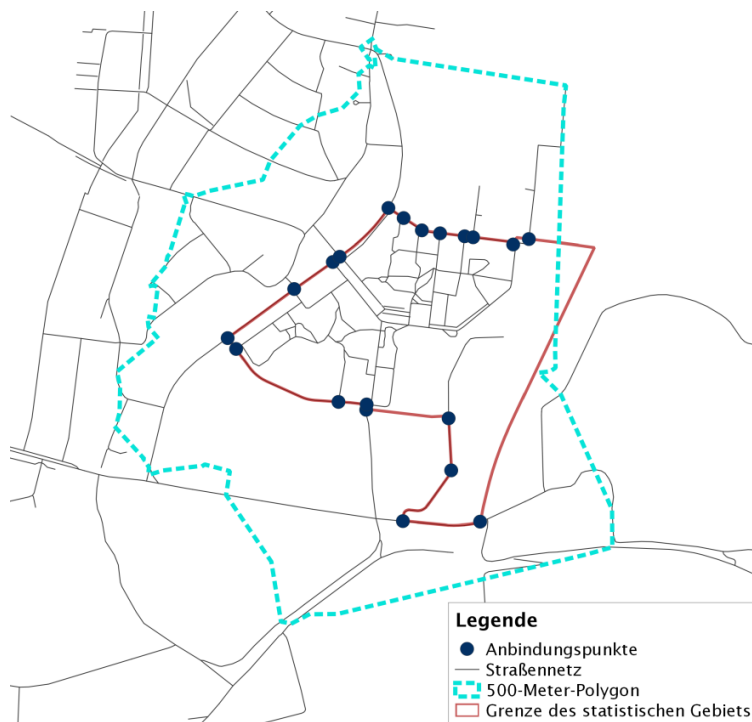 Legende
Anbindungspunkte
Straßennetz
500-Meter-Polygon
Grenze des statistischen Gebiets